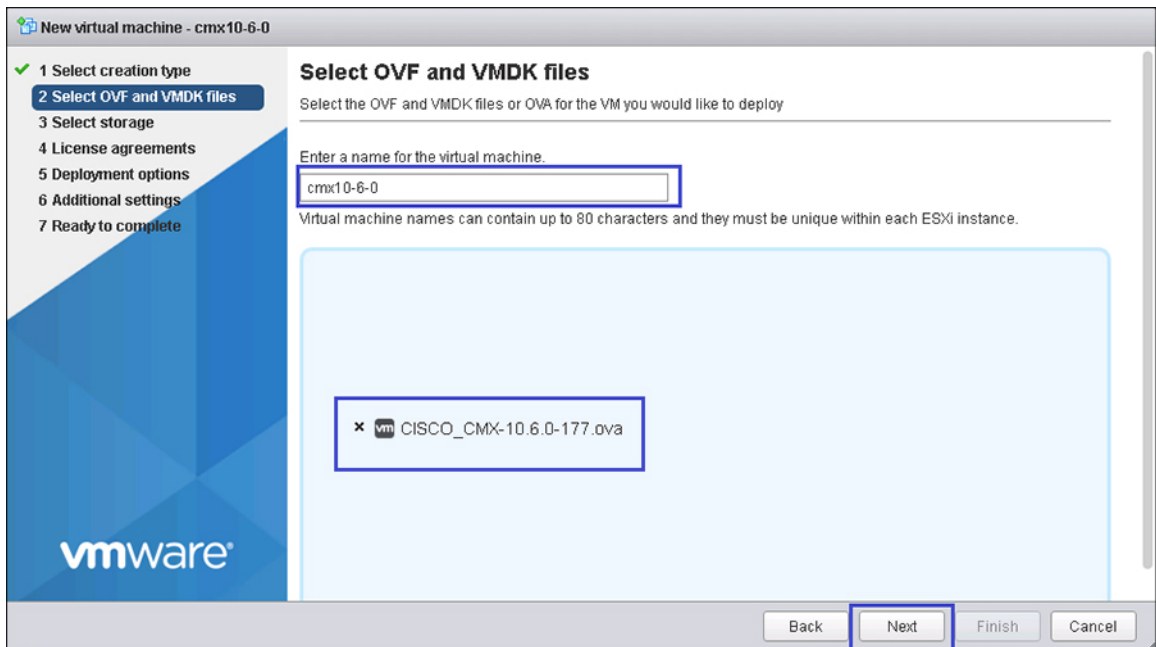 New virtual machine - cmx10-6-0
1 Select creation type
2 Select OVF and VMDK files
3 Select storage
4 License agreements
5 Deployment options
6 Additional settings
7 Ready to complete
vmware®
Select OVF and VMDK files
Select the OVF and VMDK files or OVA for the VM you would like to deploy
Enter a name for the virtual machine.
cmx10-6-0
Virtual machine names can contain up to 80 characters and they must be unique within each ESXi instance.
× vm CISCO_CMX-10.6.0-177.ova
Back Next Finish Cancel